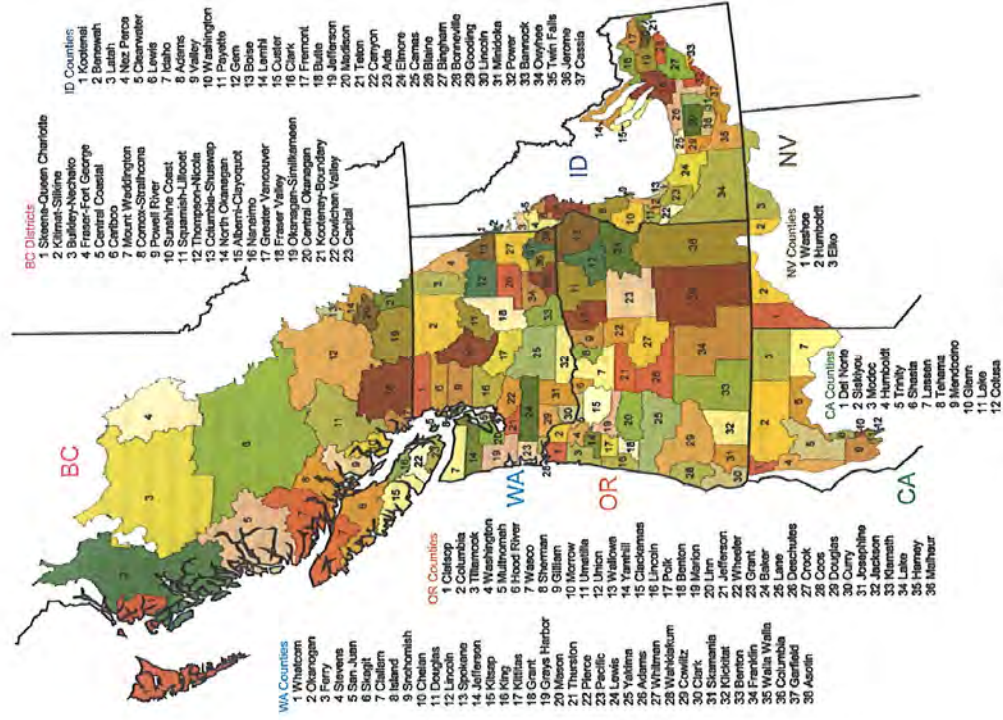 BC Districts
1 Skeena-Queen Charlotte
2 Kitimat-Stikine
3 Bulkley-Nechako
4 Fraser-Fort George
5 Central Coastal
6 Cariboo
7 Mount Waddington
8 Comox-Strathcona
9 Powell River
10 Sunshine Coast
11 Squamish-Lillooet
12 Thompson-Nicola
13 Columbia-Shuswap
14 North Okanagan
15 Alberni-Clayoquot
16 Nanaimo
17 Greater Vancouver
18 Fraser Valley
19 Okanagan-Similkameen
20 Central Okanagan
21 Kootenay-Boundary
22 Cowichan Valley
23 Capital
ID Counties
1 Kootenai
2 Benewah
3 Latah
4 Nez Perce
5 Clearwater
6 Lewis
7 Idaho
8 Adams
9 Valley
10 Washington
11 Payette
12 Gem
13 Boise
14 Lemhi
15 Custer
16 Clark
17 Fremont
18 Butte
19 Jefferson
20 Madison
21 Teton
22 Canyon
23 Ada
24 Elmore
25 Camas
26 Blaine
27 Bingham
28 Bonneville
29 Gooding
30 Lincoln
31 Minidoka
32 Power
33 Bannock
34 Owyhee
35 Twin Falls
36 Jerome
37 Cassia
BC
WA
OR
ID
NV
CA
WA Counties
1 Whatcom
2 Okanogan
3 Ferry
4 Stevens
5 San Juan
6 Skagit
7 Clallam
8 Island
9 Snohomish
10 Chelan
11 Douglas
12 Lincoln
13 Spokane
14 Jefferson
15 Kitsap
16 King
17 Kittitas
18 Grant
19 Grays Harbor
20 Mason
21 Thurston
22 Pierce
23 Pacific
24 Lewis
25 Yakima
26 Adams
27 Whitman
28 Wahkiakum
29 Cowlitz
30 Clark
31 Skamania
32 Klickitat
33 Benton
34 Franklin
35 Walla Walla
36 Columbia
37 Garfield
38 Asotin
OR Counties
1 Clatsop
2 Columbia
3 Tillamook
4 Washington
5 Multnomah
6 Hood River
7 Wasco
8 Sherman
9 Gilliam
10 Morrow
11 Umatilla
12 Union
13 Wallowa
14 Yamhill
15 Clackamas
16 Lincoln
17 Polk
18 Benton
19 Marion
20 Linn
21 Jefferson
22 Wheeler
23 Grant
24 Baker
25 Lane
26 Deschutes
27 Crook
28 Coos
29 Douglas
30 Curry
31 Josephine
32 Jackson
33 Klamath
34 Lake
35 Harney
36 Malheur
CA Counties
1 Del Norte
2 Siskiyou
3 Modoc
4 Humboldt
5 Trinity
6 Shasta
7 Lassen
8 Tehama
9 Mendocino
10 Glenn
11 Lake
12 Colusa
NV Counties
1 Washoe
2 Humboldt
3 Elko